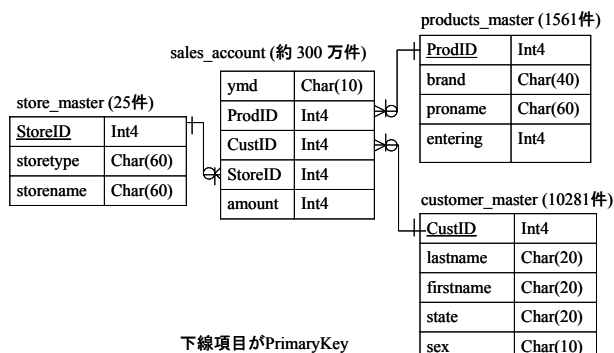 products_master (1561件)
ProdID Int4
brand Char(40)
proname Char(60)
entering Int4
sales_account (約 300 万件)
ymd Char(10)
ProdID Int4
CustID Int4
StoreID Int4
amount Int4
store_master (25件)
StoreID Int4
storetype Char(60)
storename Char(60)
customer_master (10281件)
CustID Int4
lastname Char(20)
firstname Char(20)
state Char(20)
sex Char(10)
下線項目がPrimaryKey